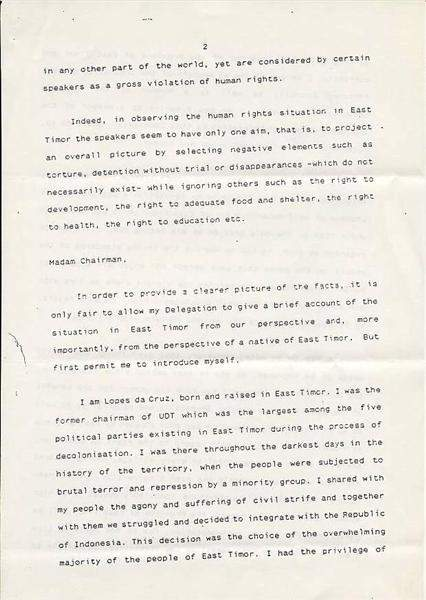 2
in any other part of the world, yet are considered by certain
speakers as a gross violation of human rights.
Indeed, in observing the human rights situation in East
Timor the speakers seem to have only one aim, that is, to project
an overall picture by selecting negative elements such as
torture, detention without trial or disappearances -which do not
necessarily exist- while ignoring others such as the right to
development, the right to adequate food and shelter, the right
to health, the right to education etc.
Madam Chairman,
In order to provide a clearer picture of the facts, it is
only fair to allow my Delegation to give a brief account of the
situation in East Timor from our perspective and, more
importantly, from the perspective of a native of East Timor. But
first permit me to introduce myself.
I am Lopes da Cruz, born and raised in East Timor. I was the
former chairman of UDT which was the largest among the five
political parties existing in East Timor during the process of
decolonisation. I was there throughout the darkest days in the
history of the territory, when the people were subjected to
brutal terror and repression by a minority group. I shared with
my people the agony and suffering of civil strife and together
with them we struggled and decided to integrate with the Republic
of Indonesia. This decision was the choice of the overwhelming
majority of the people of East Timor. I had the privilege of